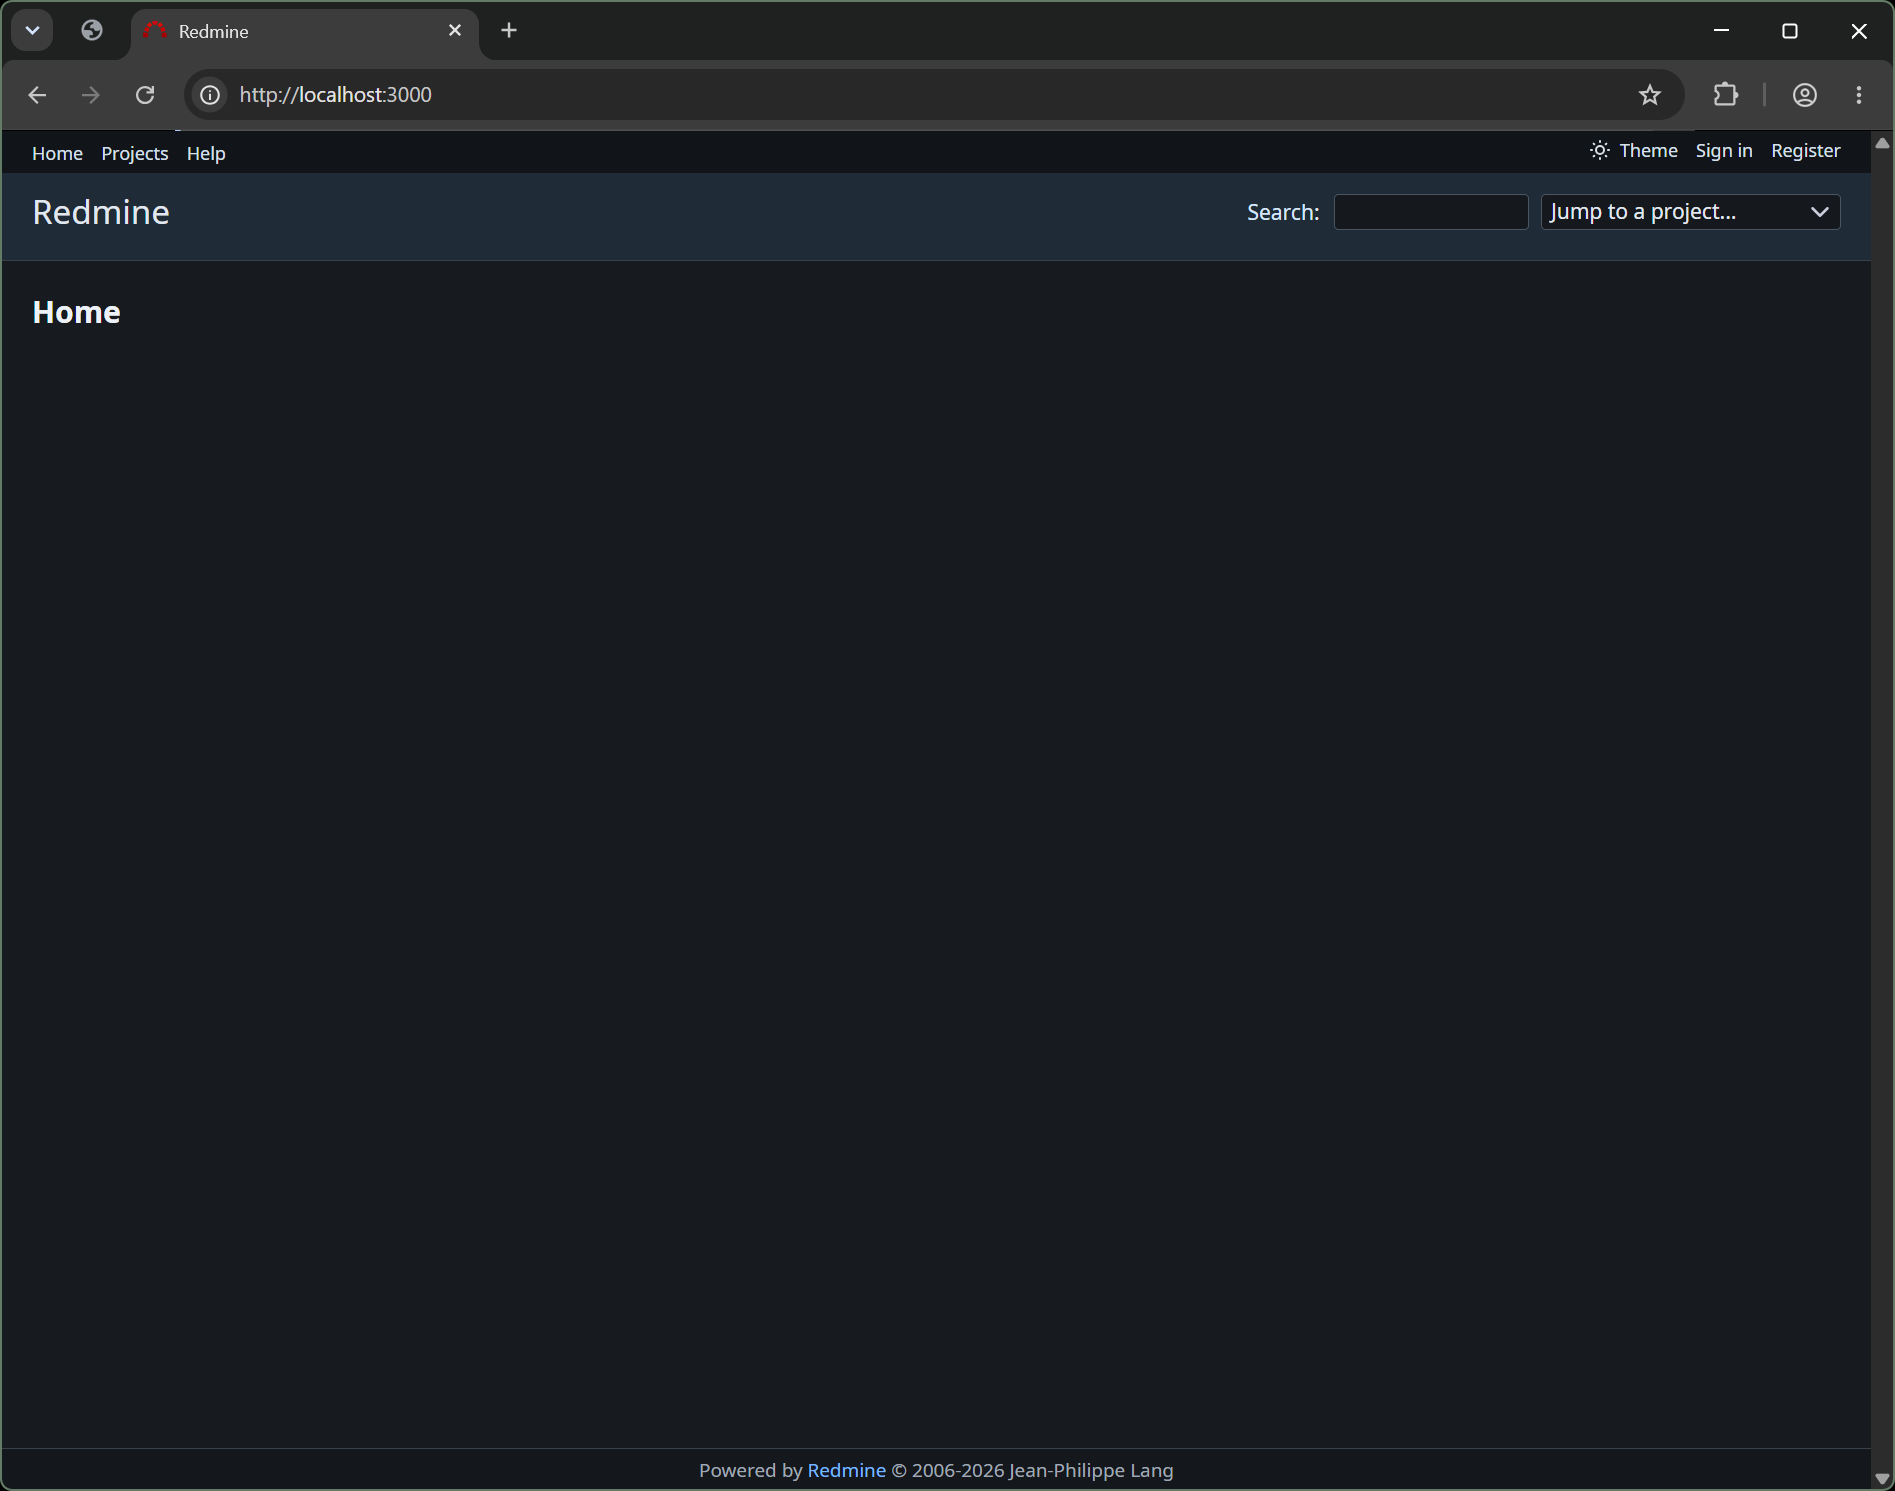 Redmine
http://localhost:3000
Home Projects Help
Theme Sign in Register
Redmine
Search: Jump to a project...
Home
Powered by Redmine © 2006-2026 Jean-Philippe Lang